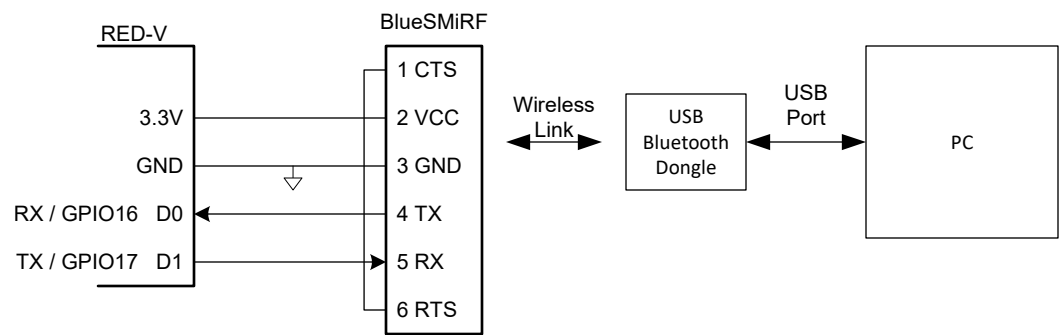 BlueSMiRF
RED-V
1 CTS
3.3V
2 VCC
GND
3 GND
RX / GPIO16 D0
4 TX
TX / GPIO17 D1
5 RX
6 RTS
Wireless
Link
USB
Bluetooth
Dongle
USB
Port
PC